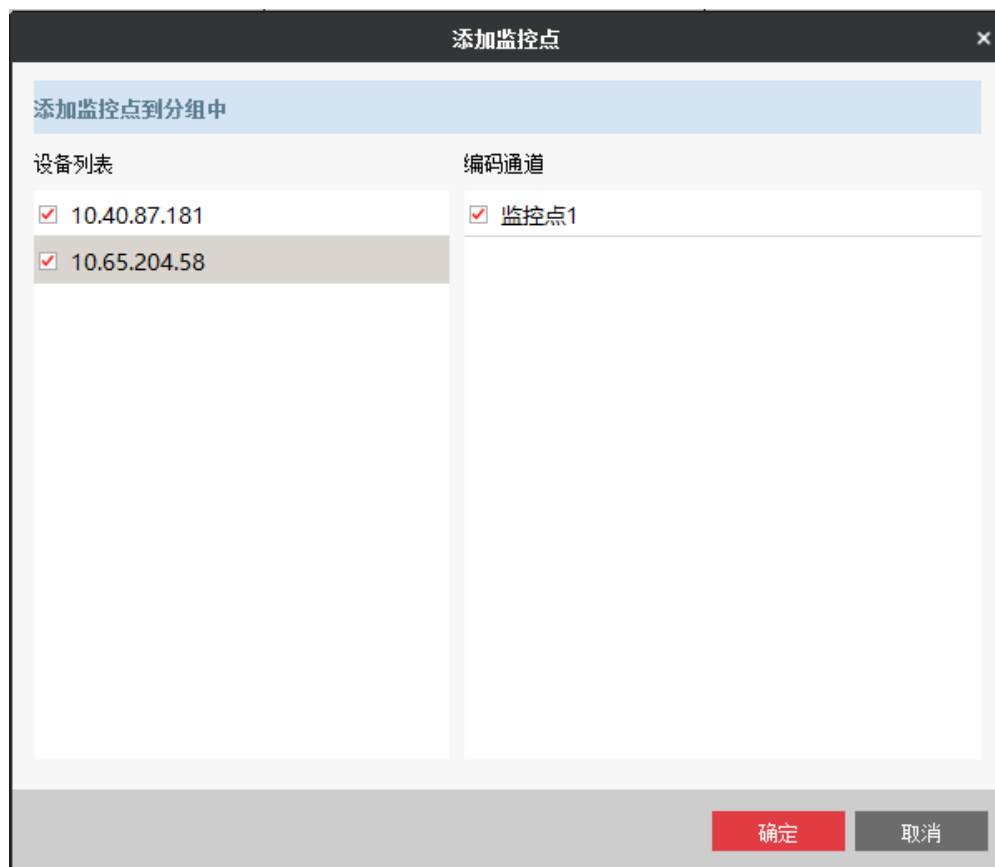 添加监控点
×
添加监控点到分组中
设备列表
编码通道
10.40.87.181
监控点1
10.65.204.58
确定
取消